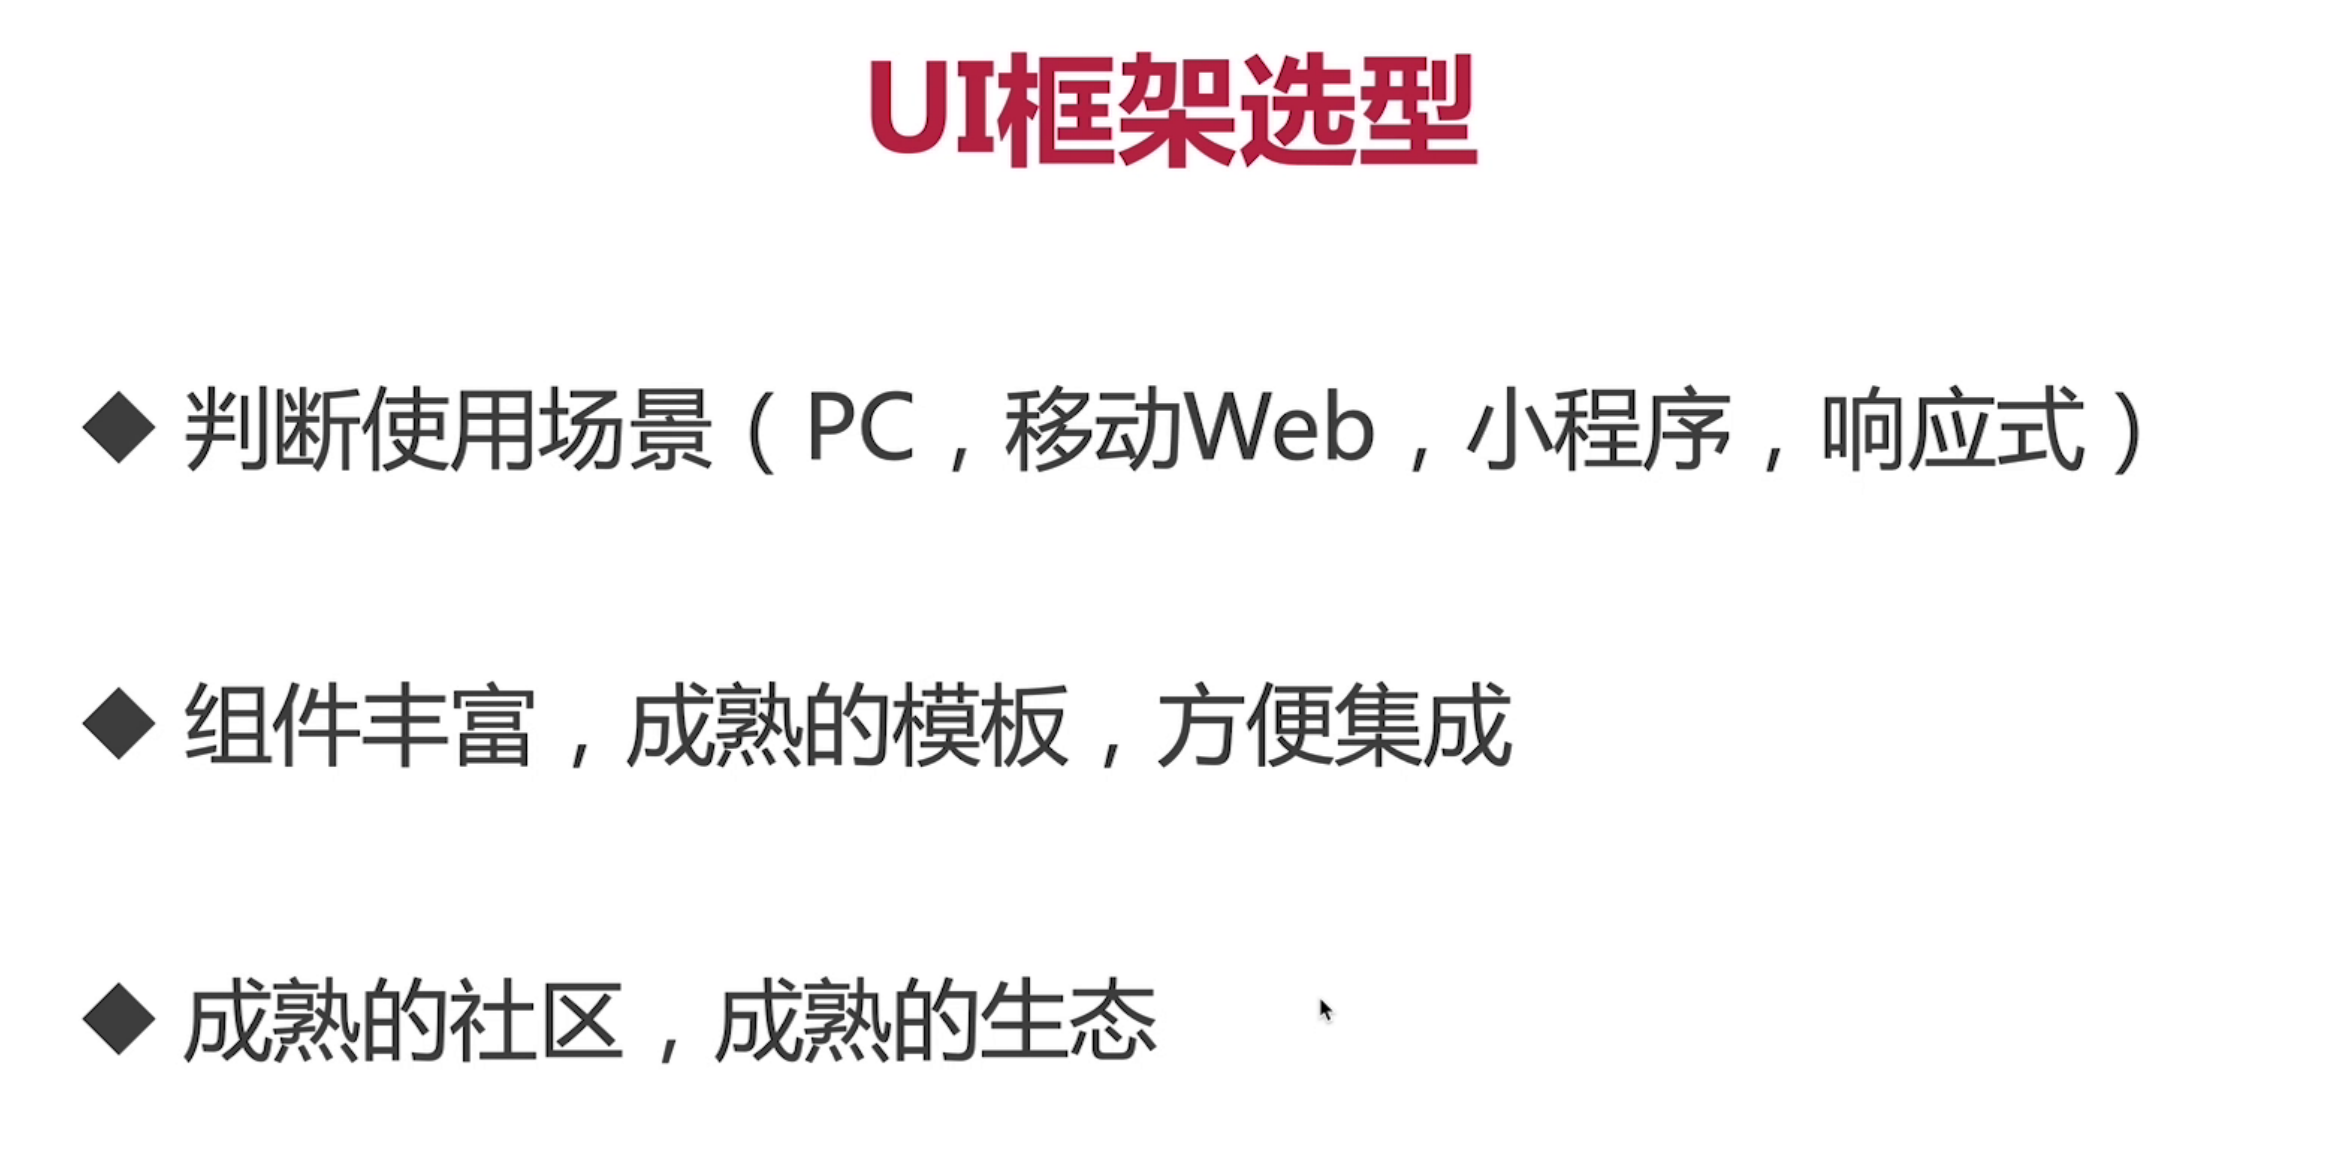 UI框架选型
◆ 判断使用场景（PC，移动Web，小程序，响应式）
◆ 组件丰富，成熟的模板，方便集成
◆ 成熟的社区，成熟的生态